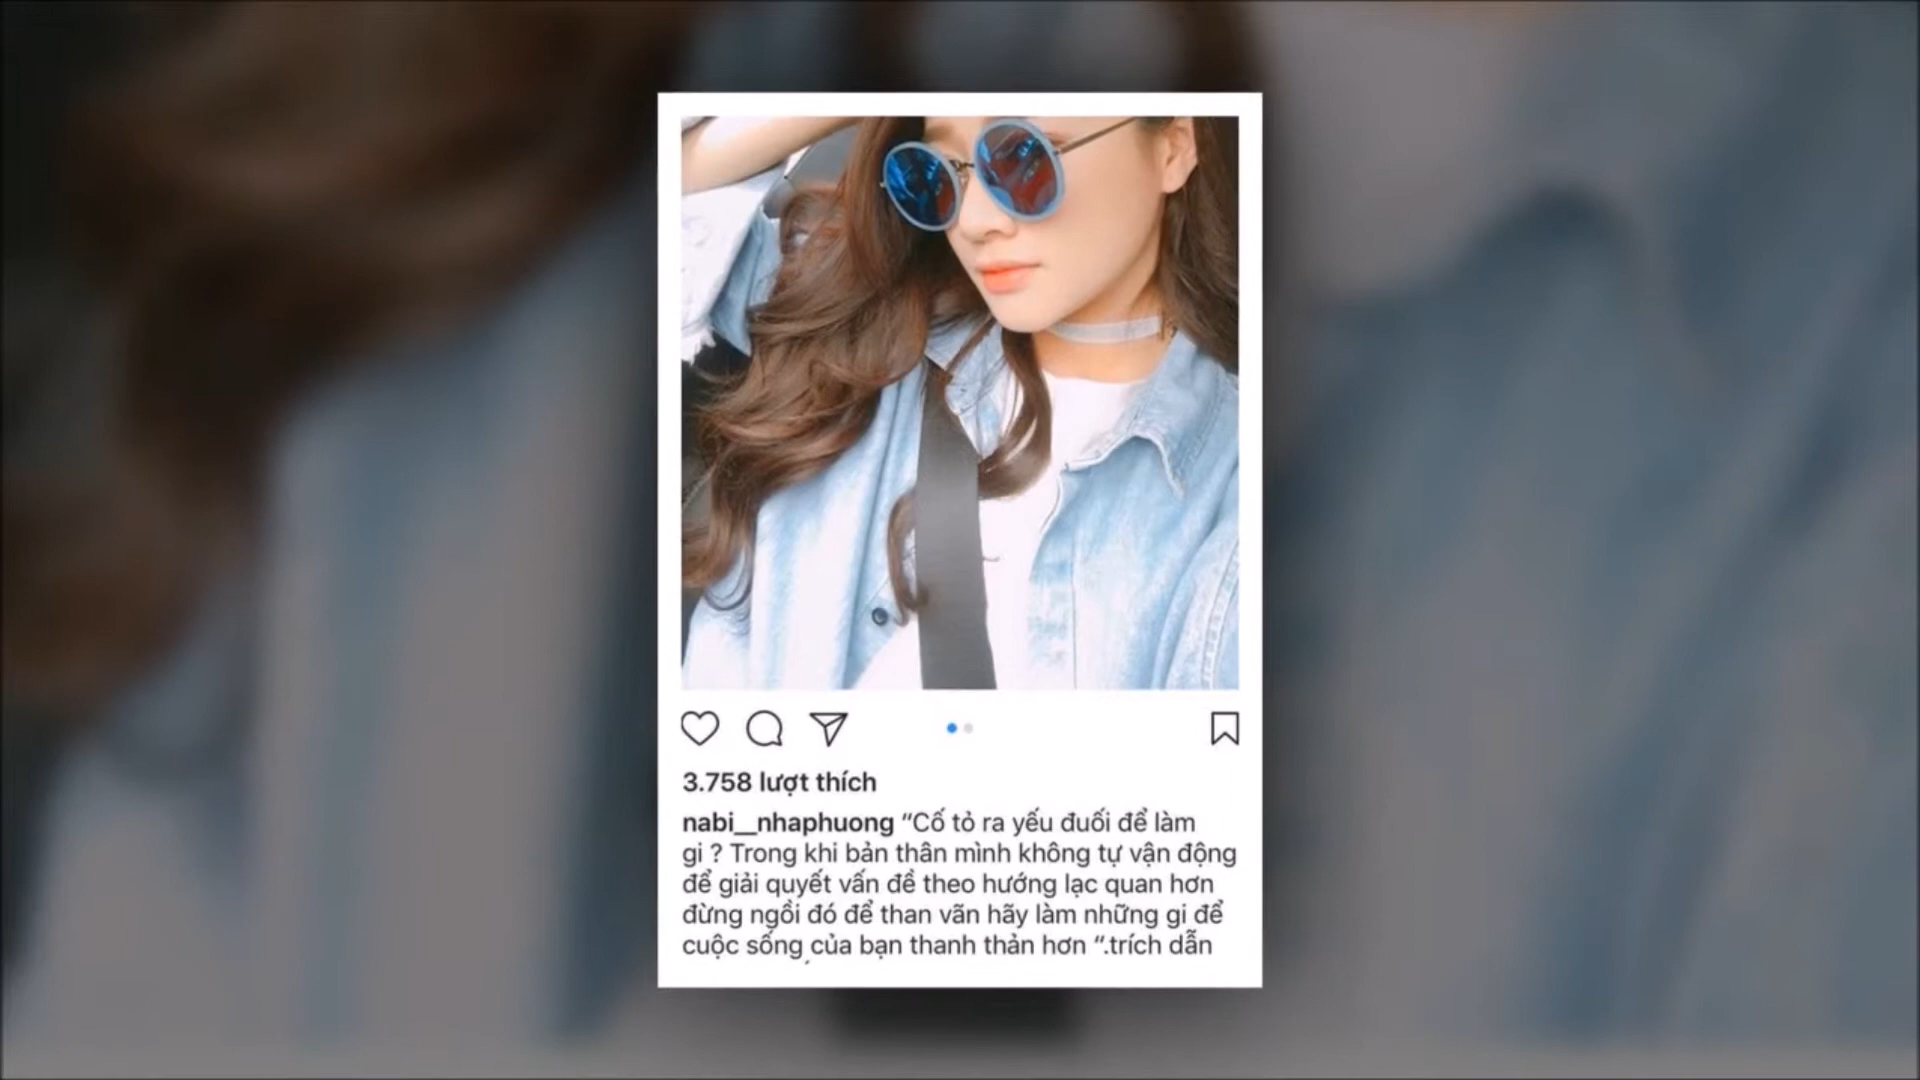 3.758 lượt thích
nabi__nhaphuong “Cố tỏ ra yếu đuối để làm
gi ? Trong khi bản thân mình không tự vận động
để giải quyết vấn đề theo hướng lạc quan hơn
đừng ngồi đó để than vãn hãy làm những gi để
cuộc sống của bạn thanh thản hơn “.trích dẫn